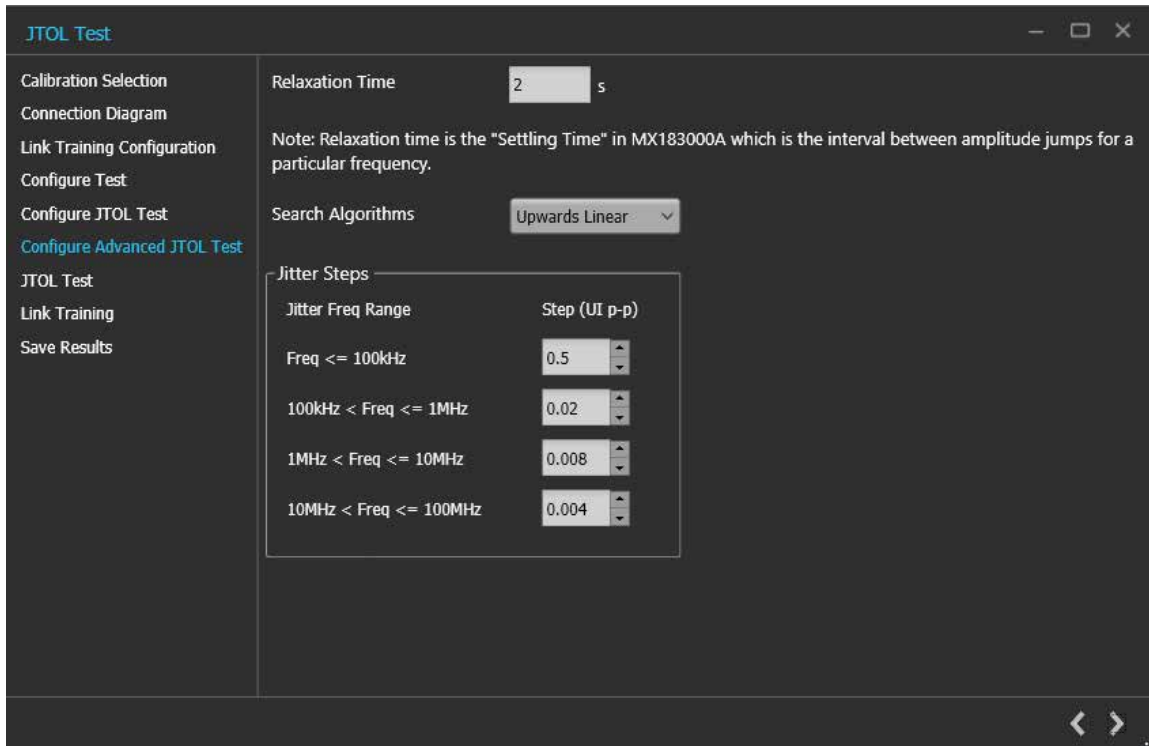 JTOL Test
Calibration Selection
Connection Diagram
Link Training Configuration
Configure Test
Configure JTOL Test
Configure Advanced JTOL Test
JTOL Test
Link Training
Save Results
Relaxation Time 2 s
Note: Relaxation time is the "Settling Time" in MX183000A which is the interval between amplitude jumps for a
particular frequency.
Search Algorithms Upwards Linear
Jitter Steps
Jitter Freq Range Step (UI p-p)
Freq <= 100kHz 0.5
100kHz < Freq <= 1MHz 0.02
1MHz < Freq <= 10MHz 0.008
10MHz < Freq <= 100MHz 0.004